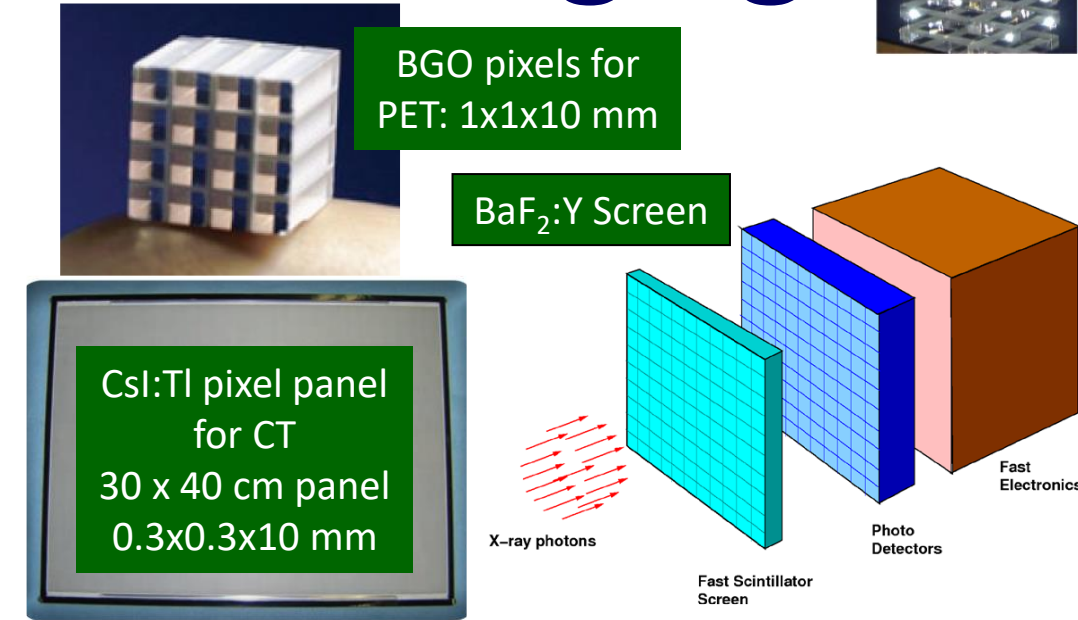 BGO pixels for
PET: 1x1x10 mm
BaF₂:Y Screen
CsI:Tl pixel panel
for CT
30 x 40 cm panel
0.3x0.3x10 mm
X-ray photons
Fast Scintillator
Screen
Photo
Detectors
Fast
Electronics